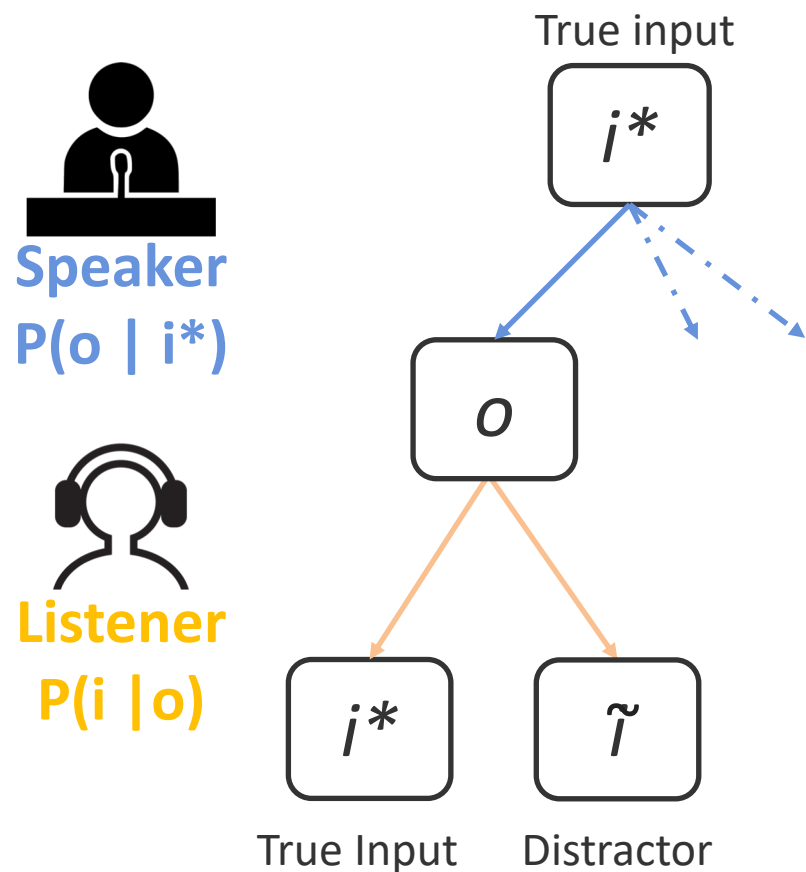 True input
i*
Speaker
P(o | i*)
o
Listener
P(i |o)
i*
ĩ
True Input
Distractor